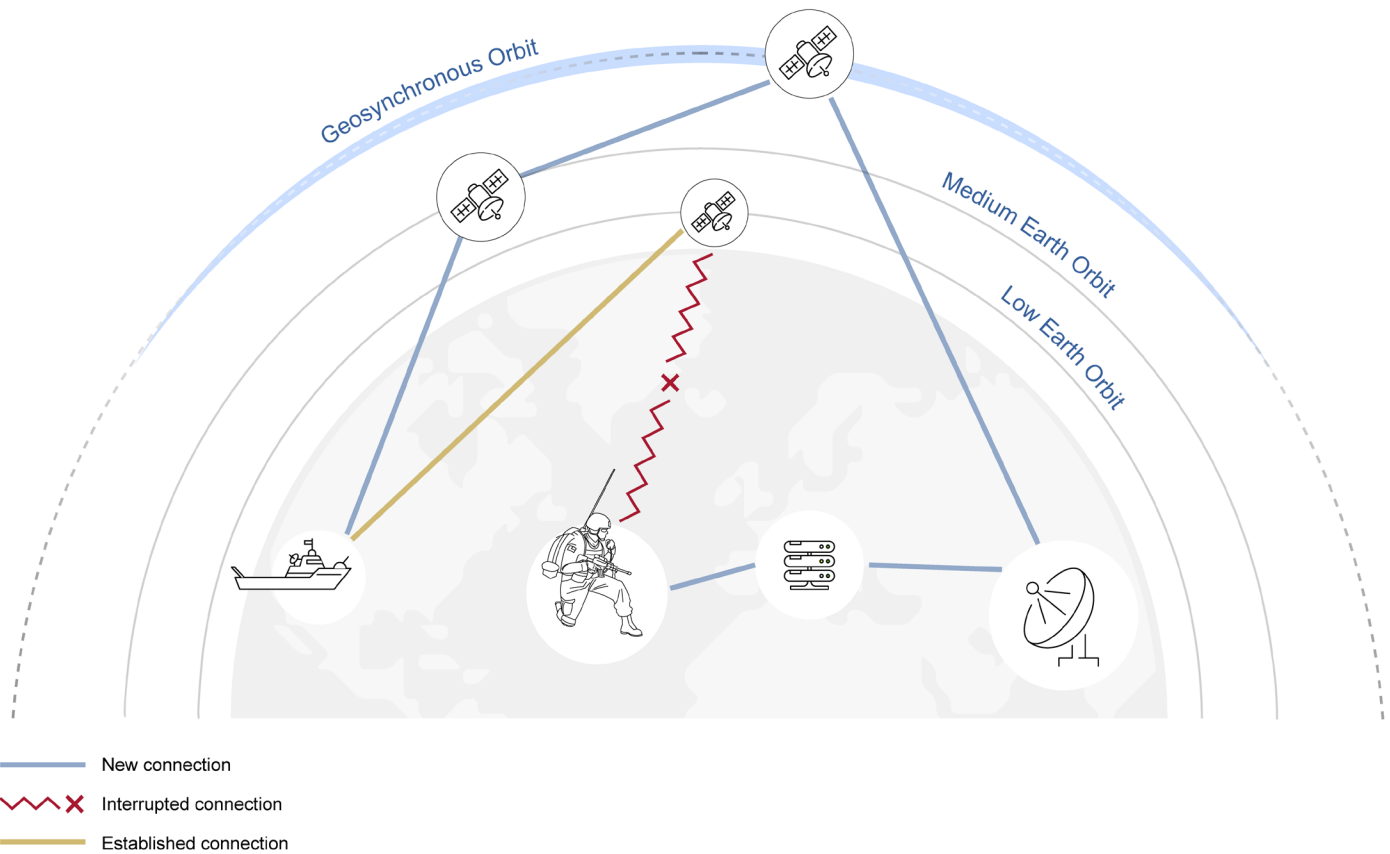 Geosynchronous Orbit
Medium Earth Orbit
Low Earth Orbit
New connection
Interrupted connection
Established connection